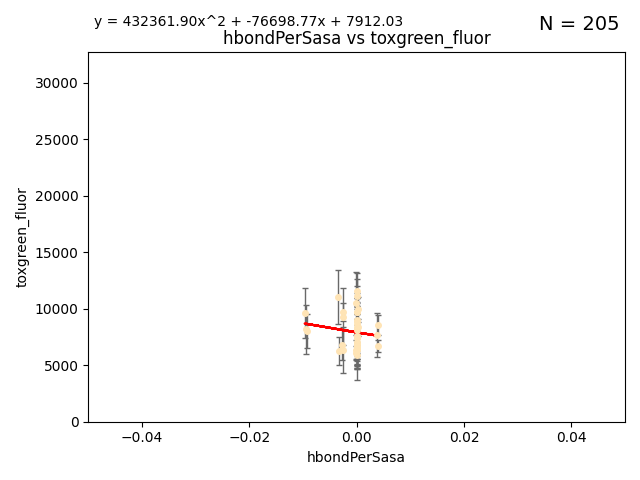 y = 432361.90x^2 + -76698.77x + 7912.03
N = 205
hbondPerSasa vs toxgreen_fluor
30000
25000
20000
15000
10000
5000
0
toxgreen_fluor
−0.04 −0.02 0.00 0.02 0.04
hbondPerSasa